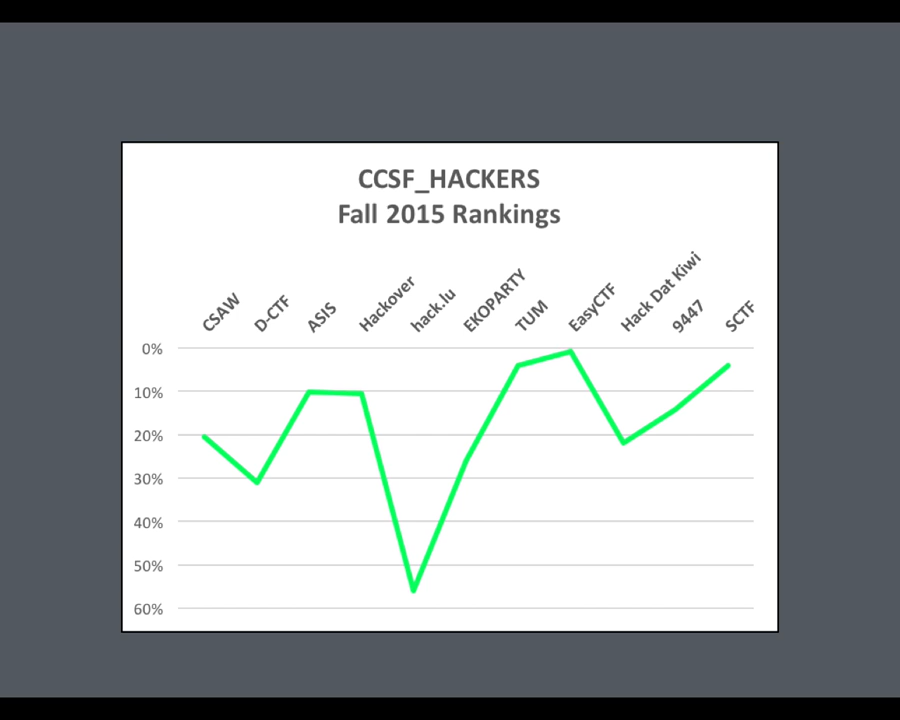 CCSF_HACKERS
Fall 2015 Rankings
CSAW
D-CTF
ASIS
Hackover
hack.lu
EKOPARTY
TUM
EasyCTF
Hack Dat Kiwi
9447
SCTF
0%
10%
20%
30%
40%
50%
60%